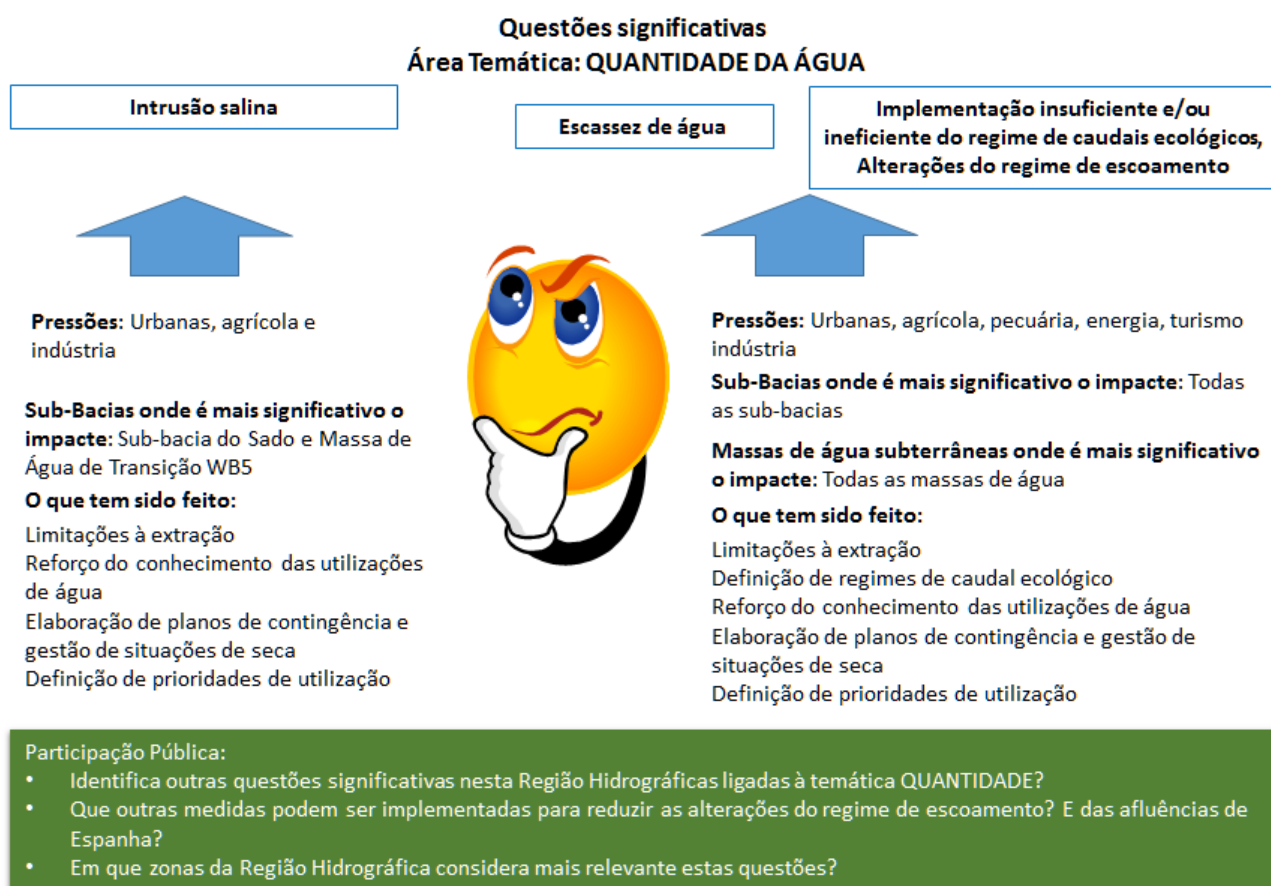 Questões significativas
Área Temática: QUANTIDADE DA ÁGUA
Intrusão salina
Escassez de água
Implementação insuficiente e/ou
ineficiente do regime de caudais ecológicos,
Alterações do regime de escoamento
Pressões: Urbanas, agrícola e
indústria
Sub-Bacias onde é mais significativo o
impacte: Sub-bacia do Sado e Massa de
Água de Transição WB5
O que tem sido feito:
Limitações à extração
Reforço do conhecimento das utilizações
de água
Elaboração de planos de contingência e
gestão de situações de seca
Definição de prioridades de utilização
Pressões: Urbanas, agrícola, pecuária, energia, turismo
indústria
Sub-Bacias onde é mais significativo o impacte: Todas
as sub-bacias
Massas de água subterrâneas onde é mais significativo
o impacte: Todas as massas de água
O que tem sido feito:
Limitações à extração
Definição de regimes de caudal ecológico
Reforço do conhecimento das utilizações de água
Elaboração de planos de contingência e gestão de
situações de seca
Definição de prioridades de utilização
Participação Pública:
• Identifica outras questões significativas nesta Região Hidrográficas ligadas à temática QUANTIDADE?
• Que outras medidas podem ser implementadas para reduzir as alterações do regime de escoamento? E das afluências de
Espanha?
• Em que zonas da Região Hidrográfica considera mais relevante estas questões?